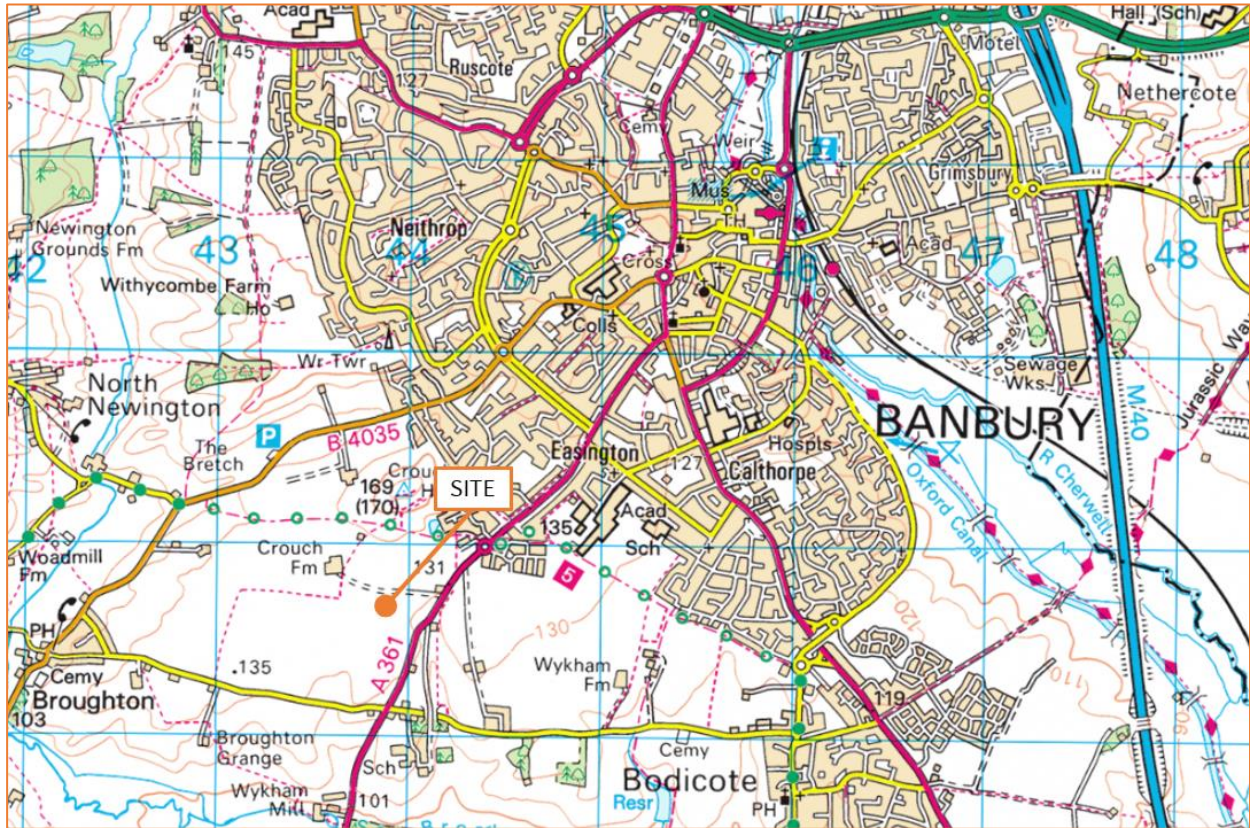 Acad
Hall (Sch)
145
Motel
Ruscote
127
Nethercote
Cemy
Weir
Grimsbury
Mus
Newington
Grounds Fm
Neithrop
TH
Acad
42
43
44
45
46
47
48
Cross
Withycombe Farm
Ho
Colls
Wr Twr
Sewage
Wks
Jurassic Way
North
Newington
P
B 4035
M 40
BANBURY
The
Bretch
Easington
127
Hospls
Calthorpe
169
(170)
SITE
R Cherwell
Oxford Canal
135
Acad
Sch
Woadmill
Fm
Crouch
Fm
131
5
130
120
PH
A 361
Wykham
Fm
110
.135
Cemy
Broughton
119
103
Broughton
Grange
Cemy
Sch
Bodicote
Wykham
Mill
101
Resr
PH